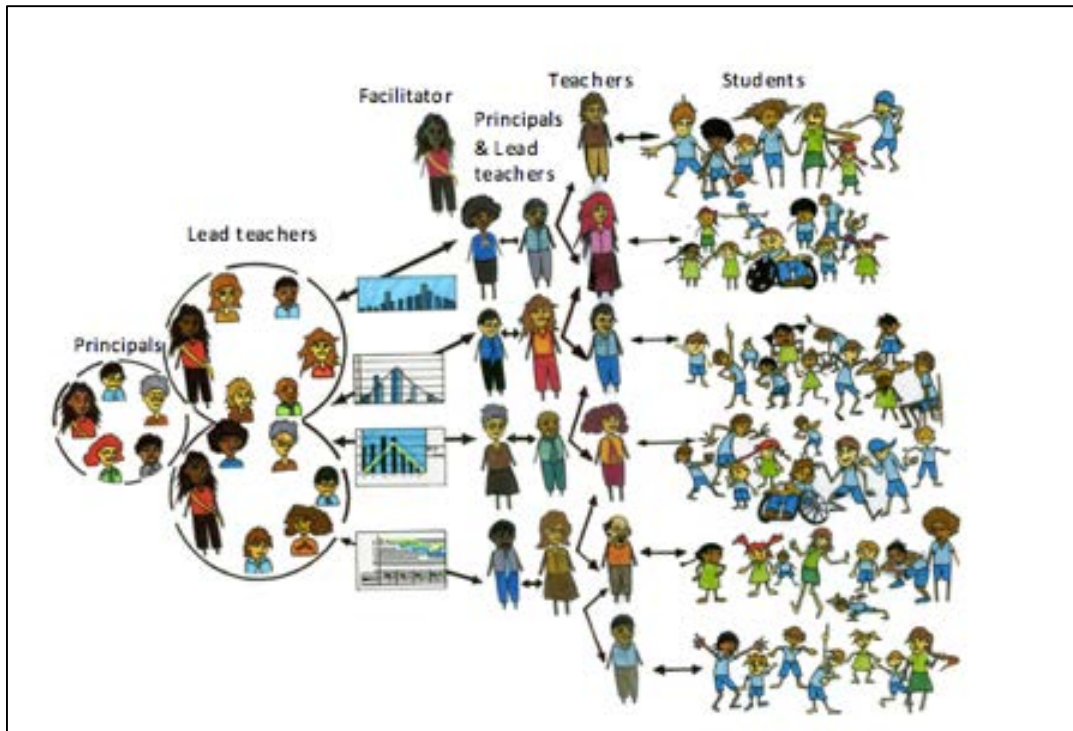 Teachers
Students
Facilitator
Principals
& Lead
teachers
Lead teachers
Principals